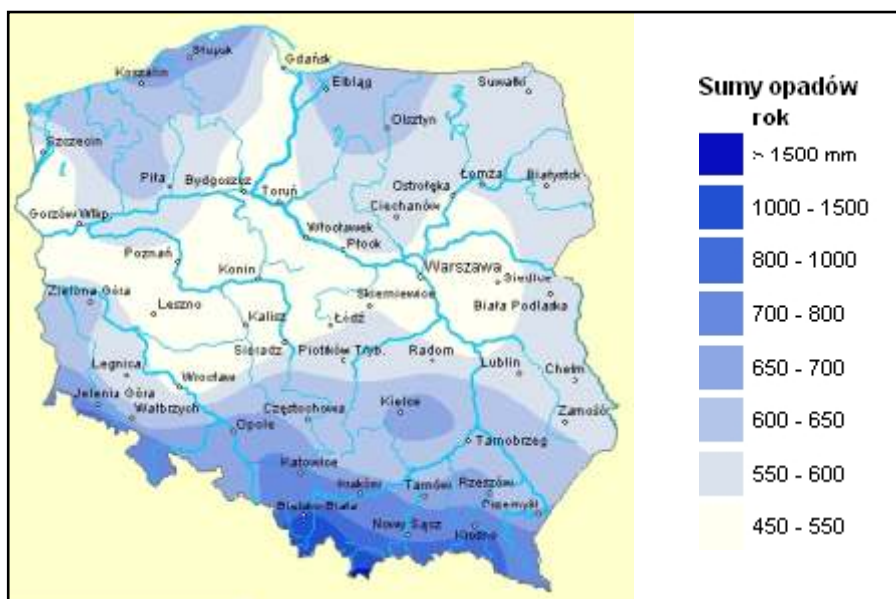 Słupsk
Gdańsk
Koszalin
Elbląg
Suwałki
Olsztyn
Szczecin
Piła
Bydgoszcz
Toruń
Ostrołęka
Łomża
Białystok
Ciechanów
Gorzów Wlkp.
Włocławek
Płock
Poznań
Konin
Warszawa
Siedlce
Zielona Góra
Leszno
Kalisz
Skierniewice
Łódź
Biała Podlaska
Sieradz
Piotrków Tryb.
Radom
Legnica
Lublin
Chełm
Wrocław
Jelenia Góra
Wałbrzych
Częstochowa
Kielce
Zamość
Opole
Tarnobrzeg
Katowice
Kraków
Tarnów
Rzeszów
Przemyśl
Bielsko-Biała
Nowy Sącz
Krosno
Sumy opadów
rok
> 1500 mm
1000 - 1500
800 - 1000
700 - 800
650 - 700
600 - 650
550 - 600
450 - 550